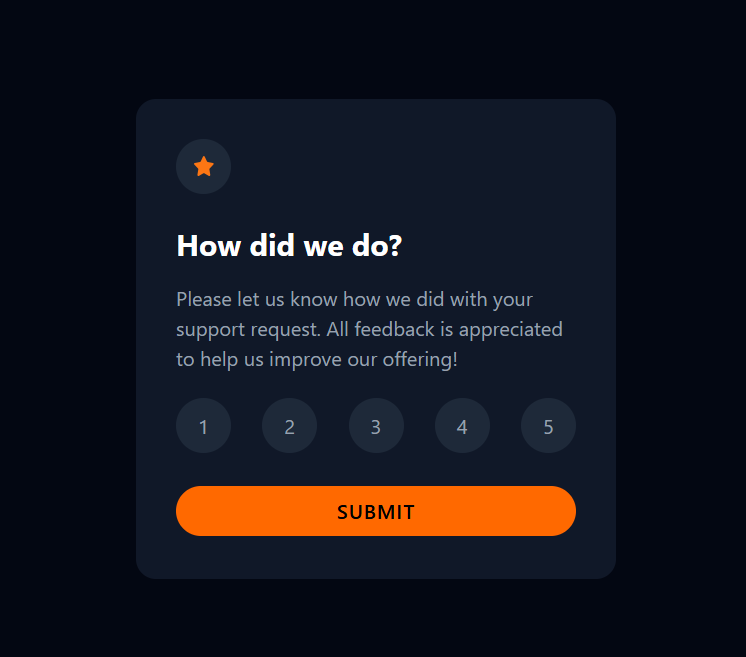 How did we do?
Please let us know how we did with your
support request. All feedback is appreciated
to help us improve our offering!
1 2 3 4 5
SUBMIT